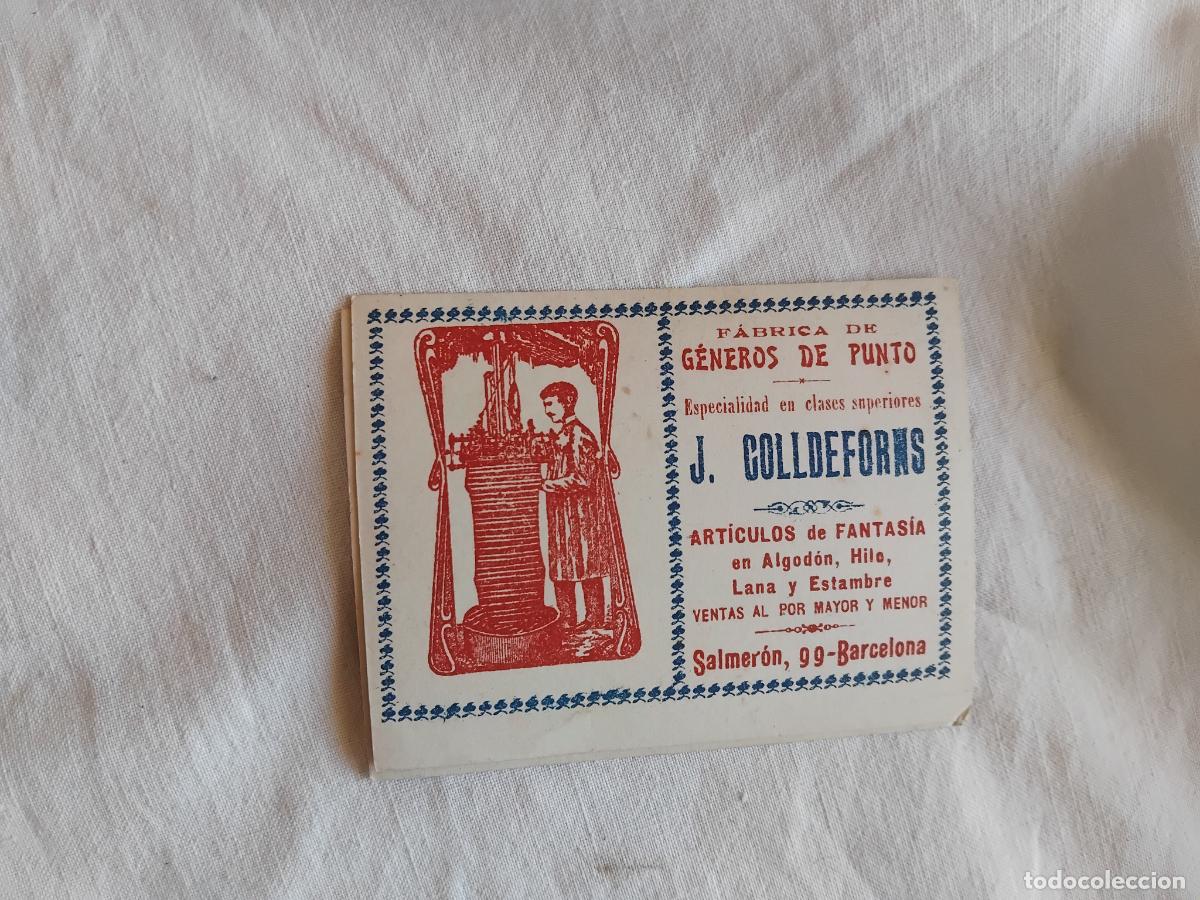 FÁBRICA DE
GÉNEROS DE PUNTO
Especialidad en clases superiores
J. COLLDEFORNS
ARTÍCULOS de FANTASÍA
en Algodón, Hilo,
Lana y Estambre
VENTAS AL POR MAYOR Y MENOR
Salmerón, 99-Barcelona
todocoleccion